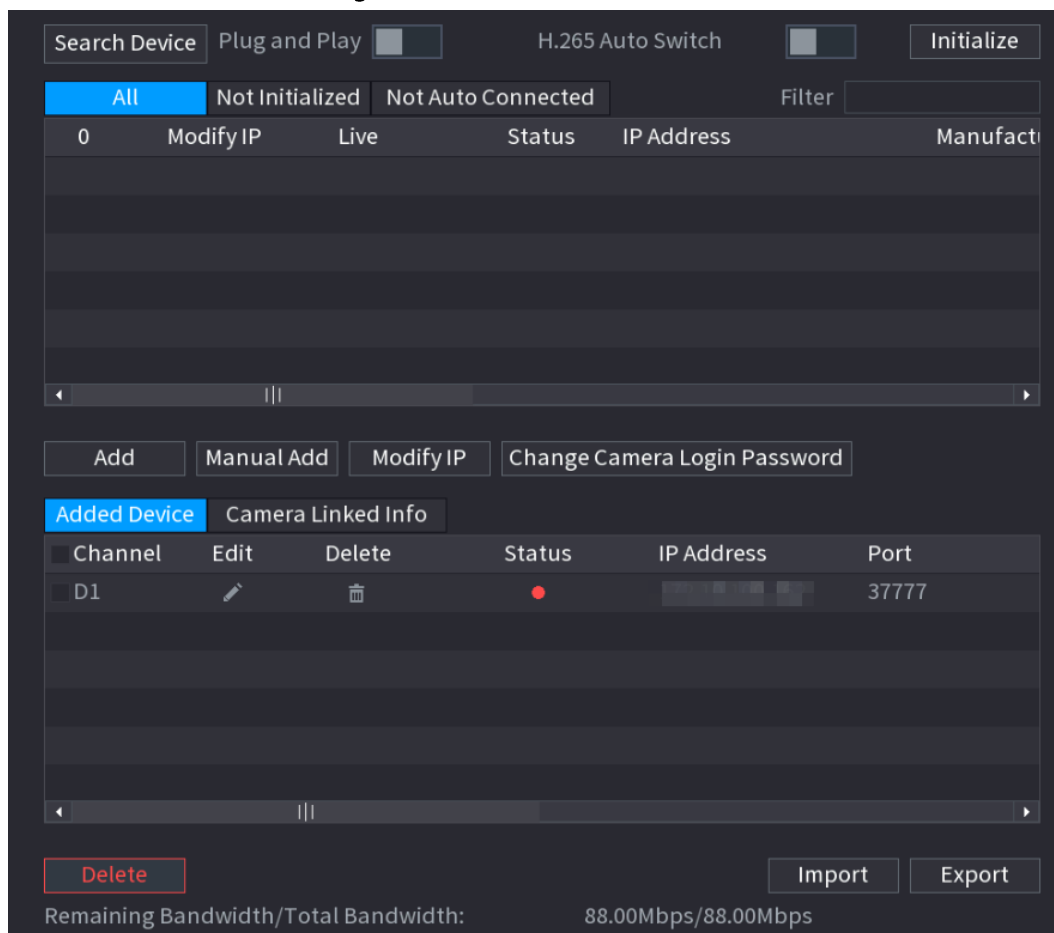 Search Device Plug and Play H.265 Auto Switch Initialize
All Not Initialized Not Auto Connected Filter
0 Modify IP Live Status IP Address Manufact
Add Manual Add Modify IP Change Camera Login Password
Added Device Camera Linked Info
Channel Edit Delete Status IP Address Port
D1 37777
Delete Import Export
Remaining Bandwidth/Total Bandwidth: 88.00Mbps/88.00Mbps